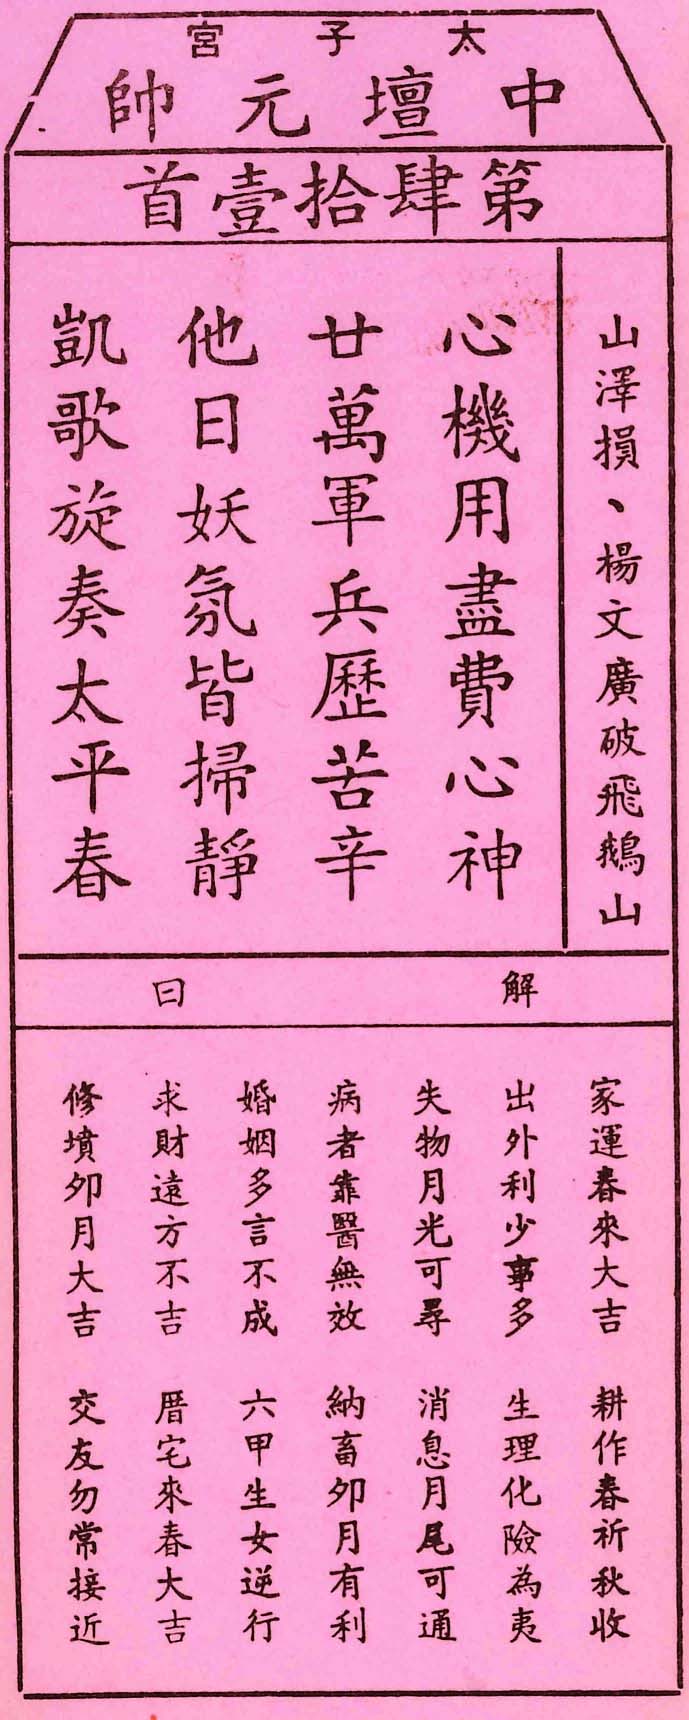 太子宮
中壇元帥
第肆拾壹首
山澤損、楊文廣破飛鵝山
心機用盡費心神
廿萬軍兵歷苦辛
他日妖氛皆掃靜
凱歌旋奏太平春
解曰
家運春來大吉 耕作春祈秋收
出外利少事多 生理化險為夷
失物月光可尋 消息月尾可通
病者靠醫無效 納畜卯月有利
婚姻多言不成 六甲生女逆行
求財遠方不吉 厝宅來春大吉
修墳卯月大吉 交友勿常接近